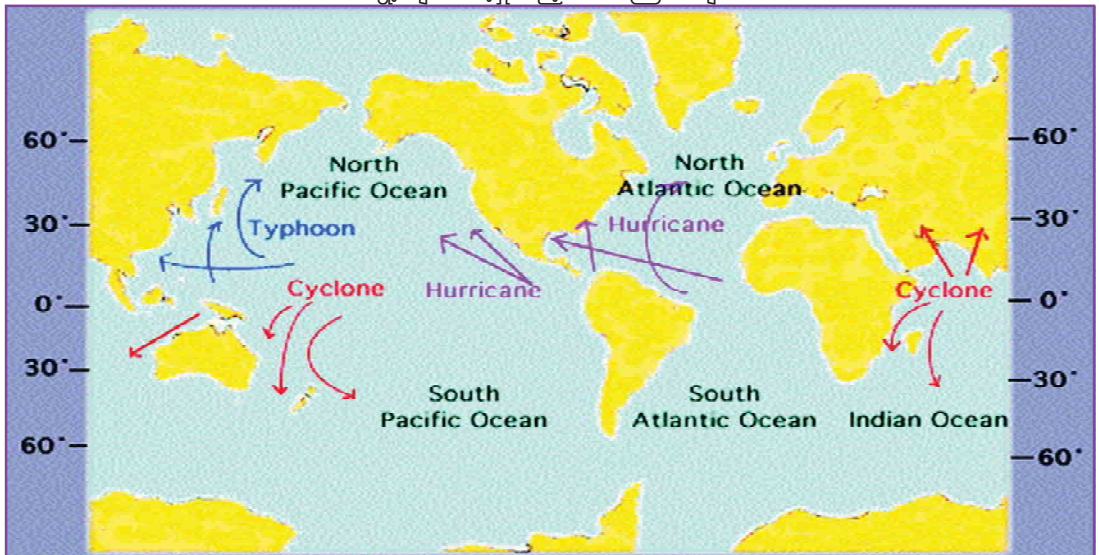 60°
60°
North
Pacific Ocean
North
Atlantic Ocean
30°
Typhoon
Hurricane
30°
0°
Cyclone
Hurricane
Cyclone
0°
30°
30°
South
Pacific Ocean
South
Atlantic Ocean
Indian Ocean
60°
60°